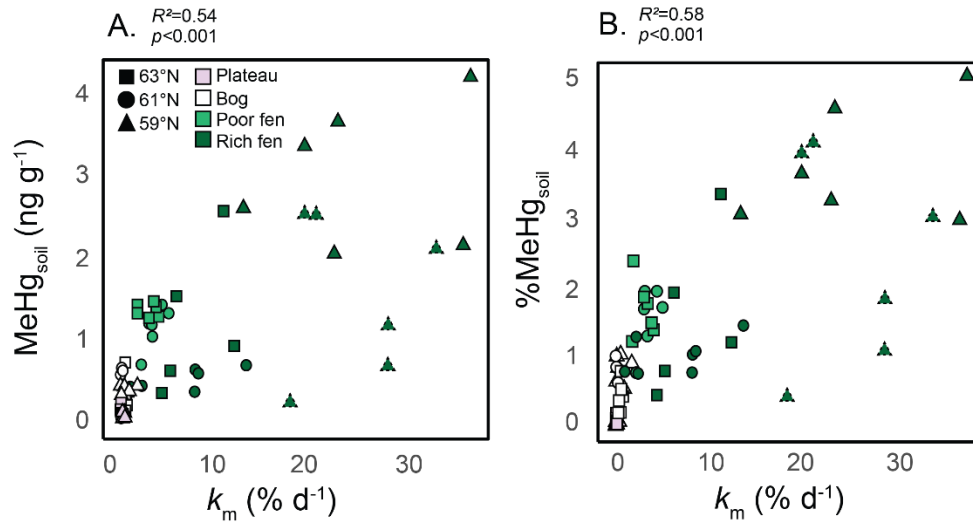 A.
R²=0.54
p<0.001
63°N
61°N
59°N
Plateau
Bog
Poor fen
Rich fen
MeHgsoil (ng g-1)
4
3
2
1
0
0 10 20 30
km (% d-1)
B.
R²=0.58
p<0.001
%MeHgsoil
5
4
3
2
1
0
0 10 20 30
km (% d-1)